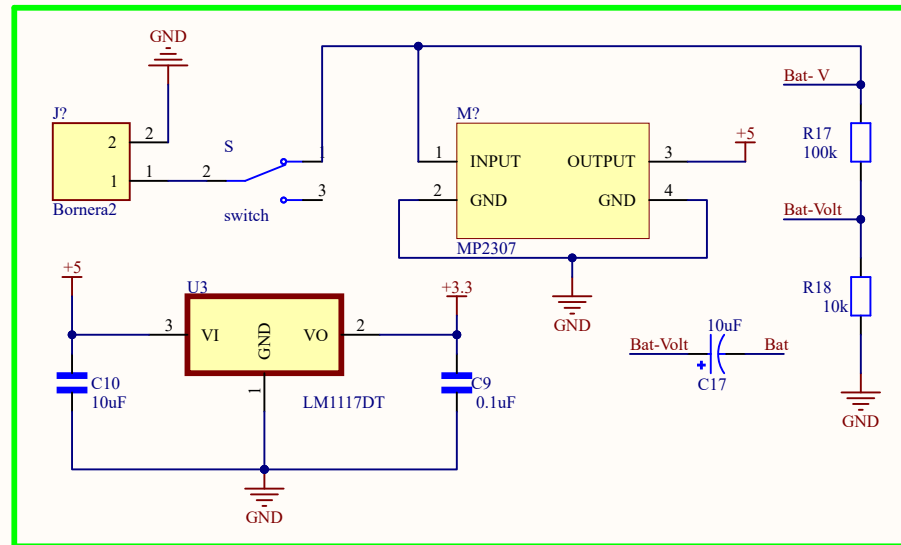 GND
J?
2
2
1
1
Bornera2
S
2
1
3
switch
M?
1
INPUT
OUTPUT
3
+5
2
GND
GND
4
MP2307
GND
Bat- V
R17
100k
Bat-Volt
R18
10k
GND
+5
U3
+3.3
3
VI
GND
VO
2
1
C10
10uF
LM1117DT
C9
0.1uF
GND
10uF
Bat-Volt
Bat
+
C17